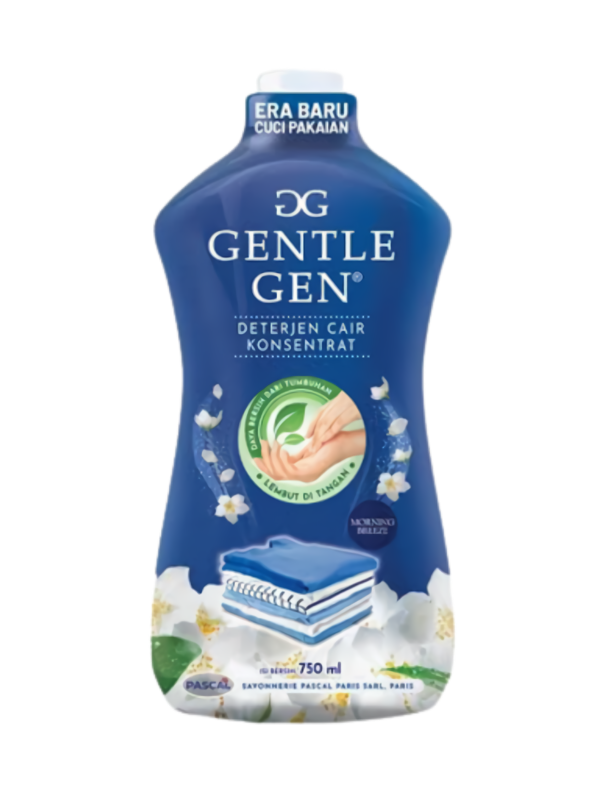 ERA BARU
CUCI PAKAIAN
GG
GENTLE
GEN®
DETERJEN CAIR
KONSENTRAT
DAYA BERSIH DARI TUMBUHAN
• LEMBUT DI TANGAN •
MORNING
BREEZE
ISI BERSIH 750 ml
PASCAL SAVONNERIE PASCAL PARIS SARL, PARIS